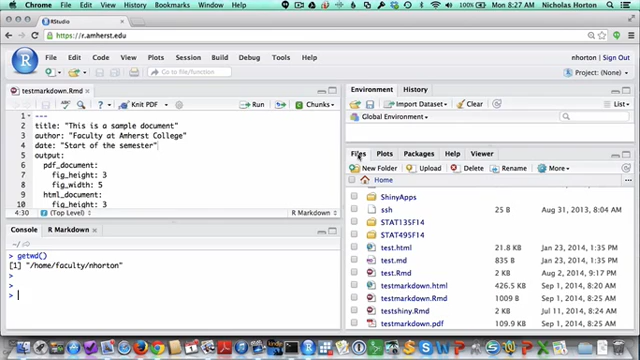 Chrome File Edit View History Bookmarks Window Help
100% Mon 8:27 AM Nicholas Horton
RStudio
https://r.amherst.edu
R File Edit Code View Plots Session Build Debug Tools Help
nhorton | Sign Out
Go to file/function
Project: (None)
testmarkdown.Rmd
ABC Knit PDF Run Chunks
1 ---
2 title: "This is a sample document"
3 author: "Faculty at Amherst College"
4 date: "Start of the semester"
5 output:
6 pdf_document:
7 fig_height: 3
8 fig_width: 5
9 html_document:
10 fig_height: 3
4:30 (Top Level) R Markdown
Console R Markdown
~/
> getwd()
[1] "/home/faculty/nhorton"
>
>
>
Environment History
Import Dataset Clear List
Global Environment
Files Plots Packages Help Viewer
New Folder Upload Delete Rename More
Home
ShinyApps
ssh 25 B Aug 31, 2013, 8:04 AM
STAT135F14
STAT495F14
test.html 21.8 KB Jan 23, 2014, 1:35 PM
test.md 835 B Jan 23, 2014, 1:35 PM
test.Rmd 2 KB Aug 2, 2014, 9:17 PM
testmarkdown.html 426.5 KB Sep 1, 2014, 8:25 AM
testmarkdown.Rmd 1009 B Sep 1, 2014, 8:20 AM
testshiny.Rmd 2 KB Jul 11, 2014, 8:24 AM
testmarkdown.pdf 109.9 KB Sep 1, 2014, 8:26 AM